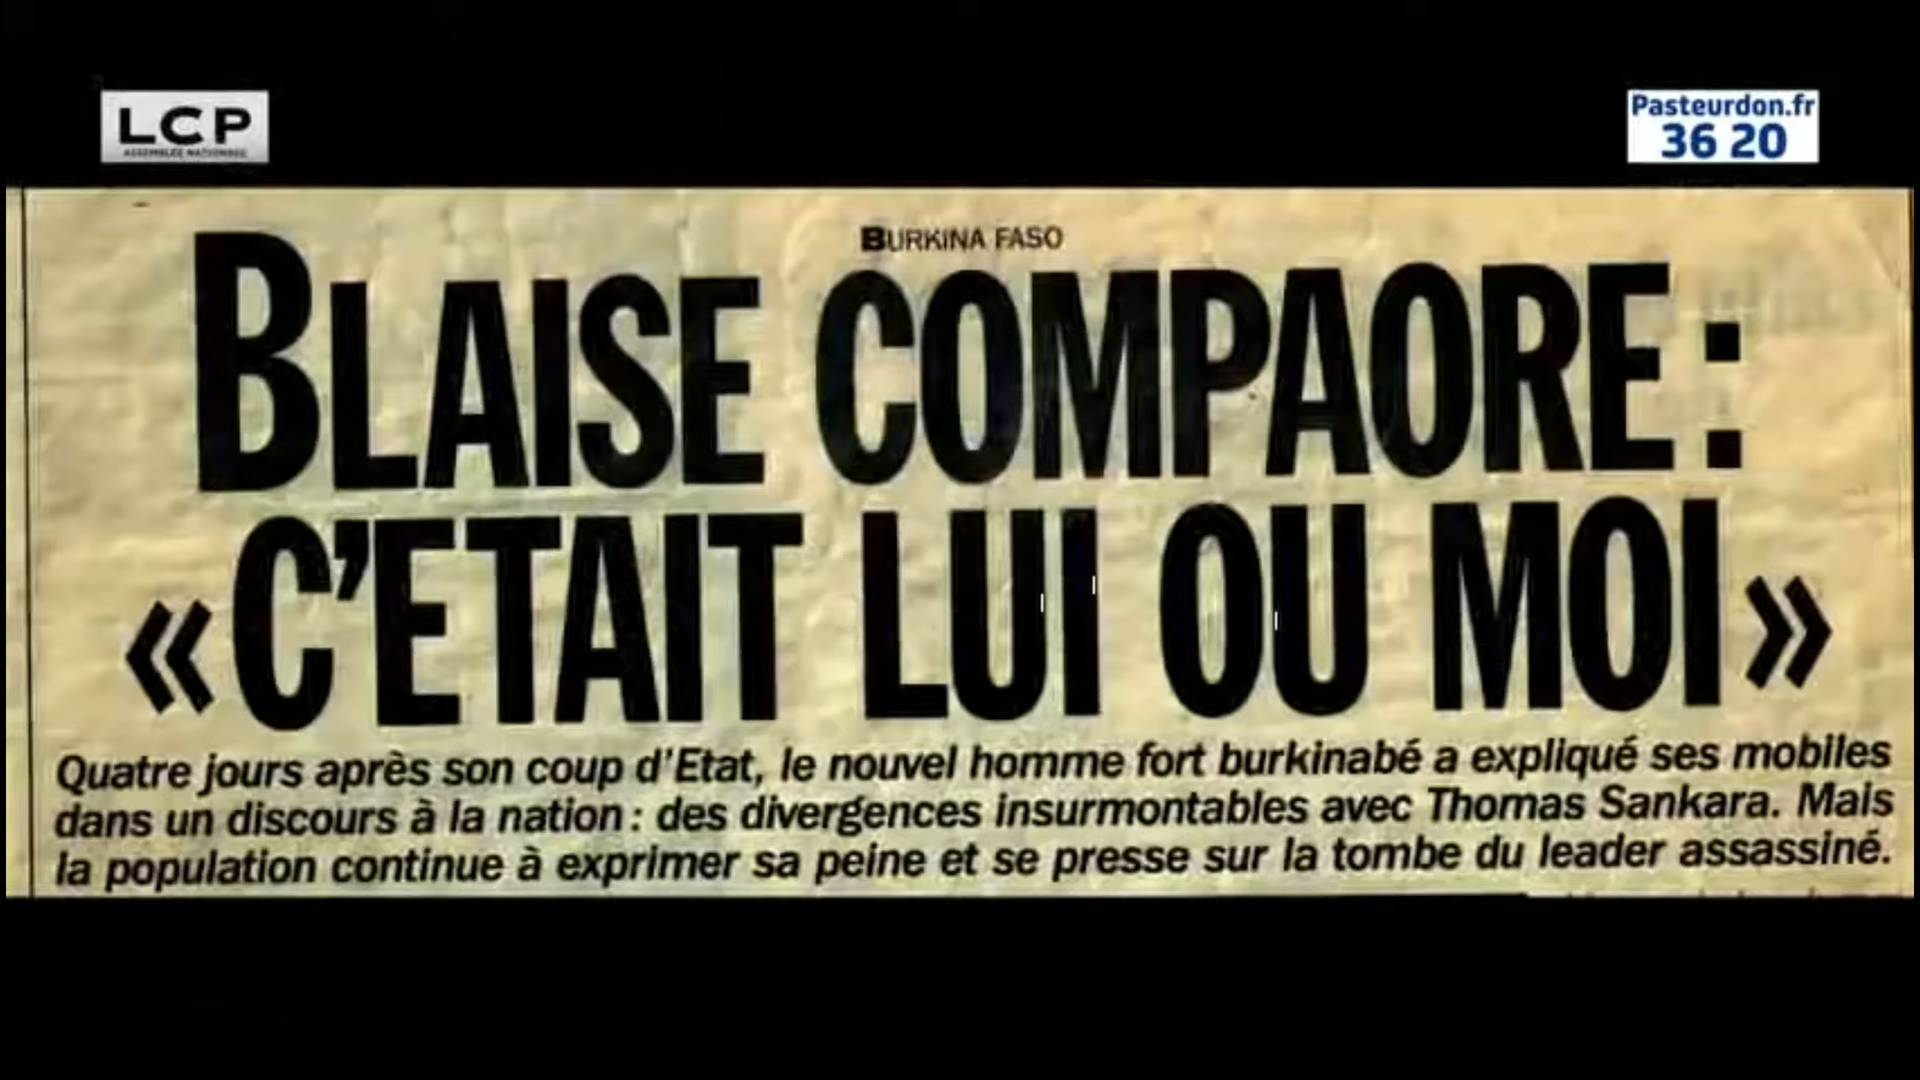 LCP
ASSEMBLÉE NATIONALE
Pasteurdon.fr
36 20
BURKINA FASO
BLAISE COMPAORE :
«C'ETAIT LUI OU MOI»
Quatre jours après son coup d'Etat, le nouvel homme fort burkinabé a expliqué ses mobiles
dans un discours à la nation : des divergences insurmontables avec Thomas Sankara. Mais
la population continue à exprimer sa peine et se presse sur la tombe du leader assassiné.